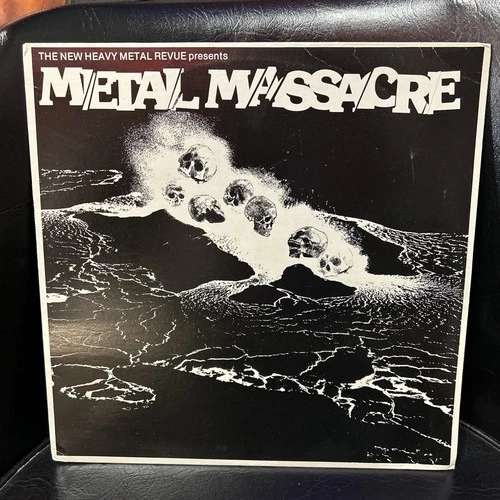 THE NEW HEAVY METAL REVUE presents
METAL MASSACRE